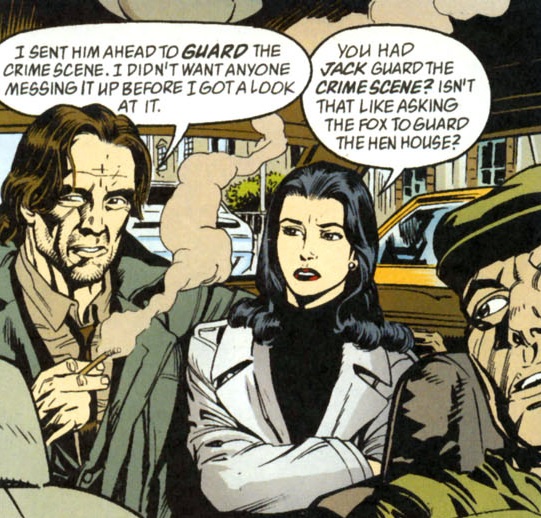 I SENT HIM AHEAD TO GUARD THE
CRIME SCENE. I DIDN'T WANT ANYONE
MESSING IT UP BEFORE I GOT A LOOK
AT IT.
YOU HAD
JACK GUARD THE
CRIME SCENE? ISN'T
THAT LIKE ASKING
THE FOX TO GUARD
THE HEN HOUSE?